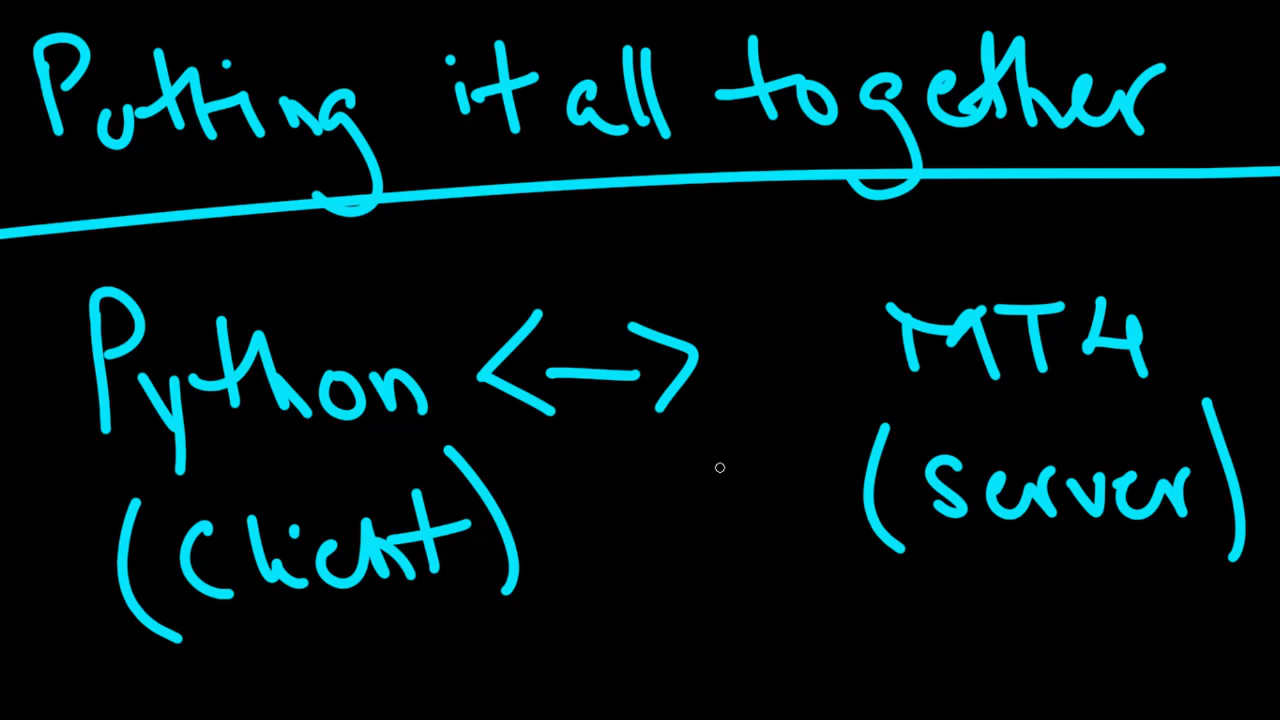 Putting it all together
Python <-> MT4
(Client) (Server)